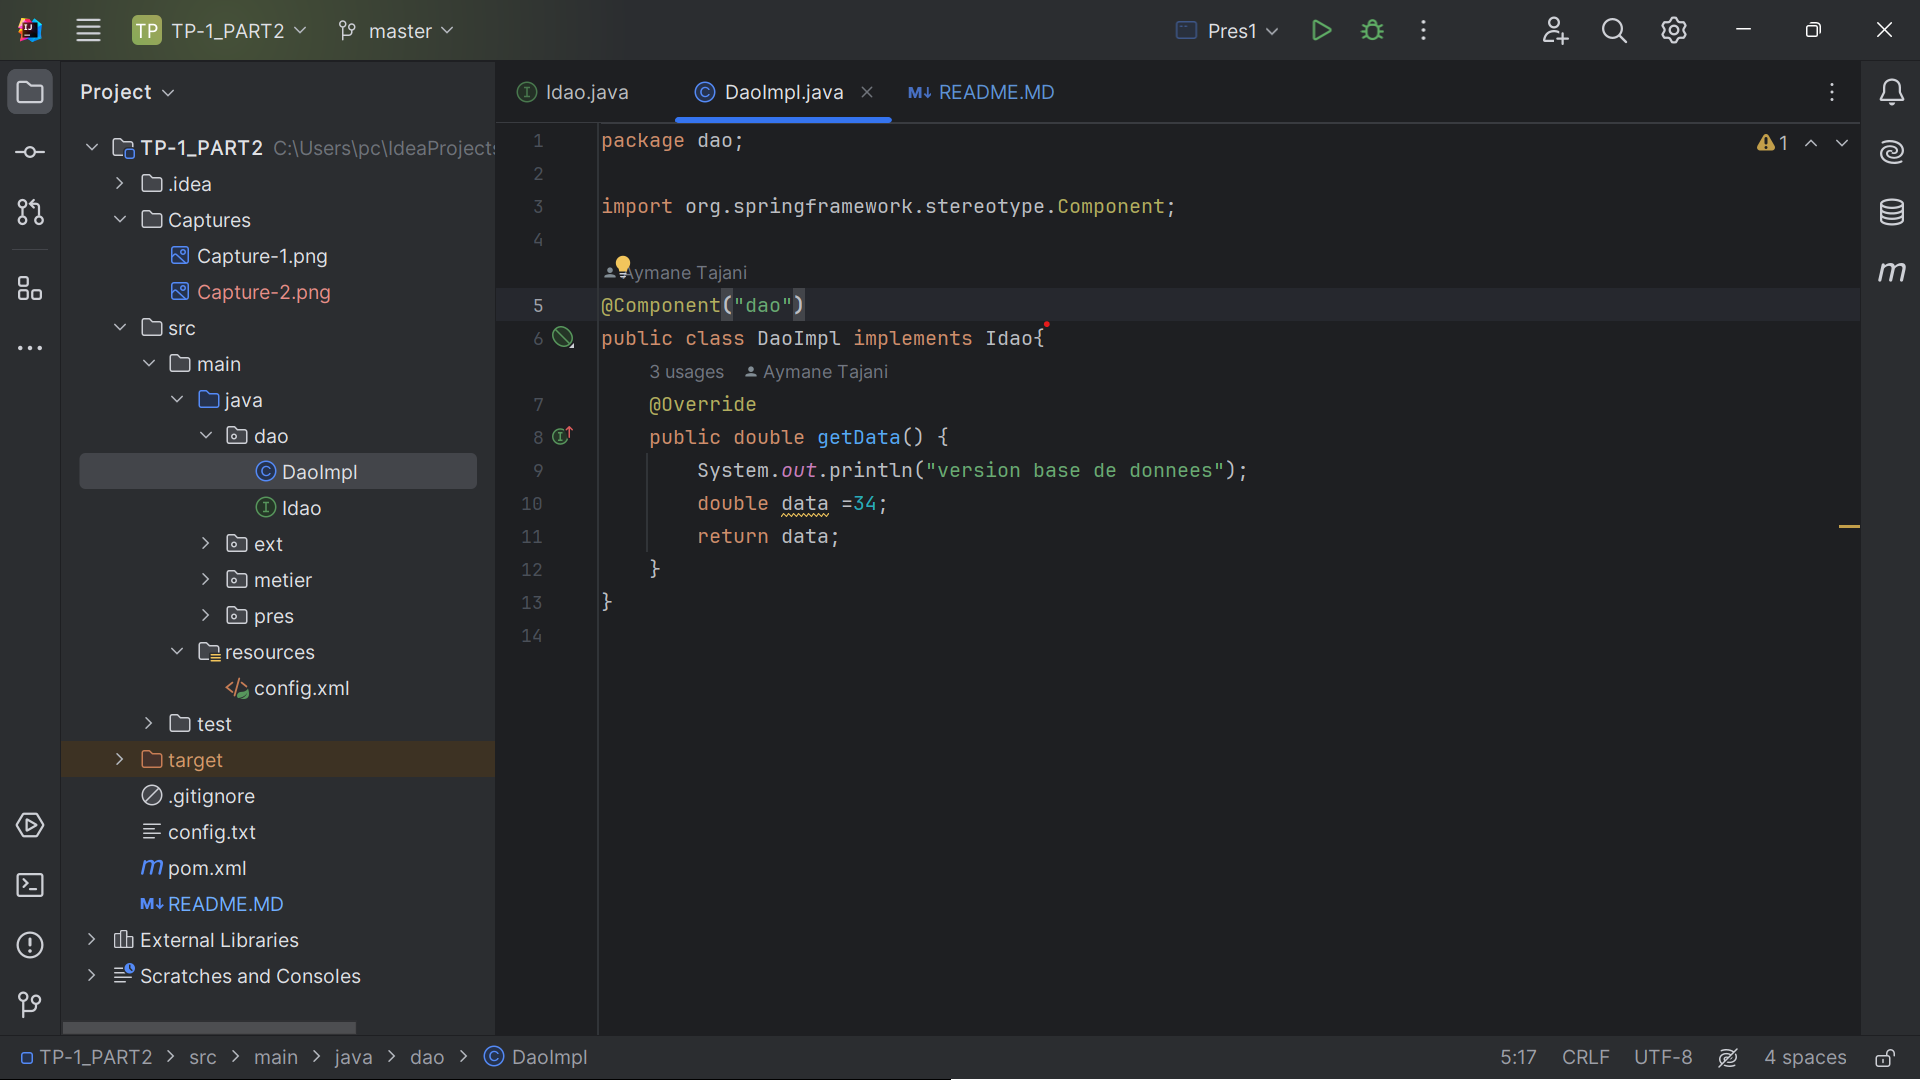 TP TP-1_PART2 master Pres1
Project
Idao.java DaoImpl.java README.MD
TP-1_PART2 C:\Users\pc\IdeaProjects
.idea
Captures
Capture-1.png
Capture-2.png
src
main
java
dao
DaoImpl
Idao
ext
metier
pres
resources
config.xml
test
target
.gitignore
config.txt
pom.xml
README.MD
External Libraries
Scratches and Consoles
1 package dao;
2
3 import org.springframework.stereotype.Component;
4
Aymane Tajani
5 @Component("dao")
6 public class DaoImpl implements Idao{
3 usages Aymane Tajani
7 @Override
8 public double getData() {
9 System.out.println("version base de donnees");
10 double data =34;
11 return data;
12 }
13 }
14
1
TP-1_PART2 > src > main > java > dao > DaoImpl
5:17 CRLF UTF-8 4 spaces